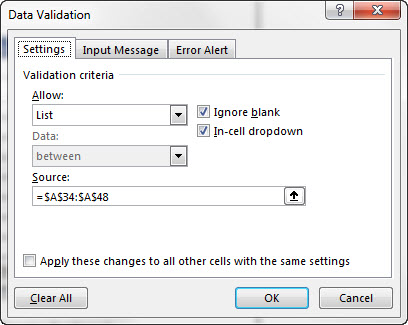 Data Validation
Settings Input Message Error Alert
Validation criteria
Allow:
List
Ignore blank
Data:
In-cell dropdown
between
Source:
=$A$34:$A$48
Apply these changes to all other cells with the same settings
Clear All OK Cancel